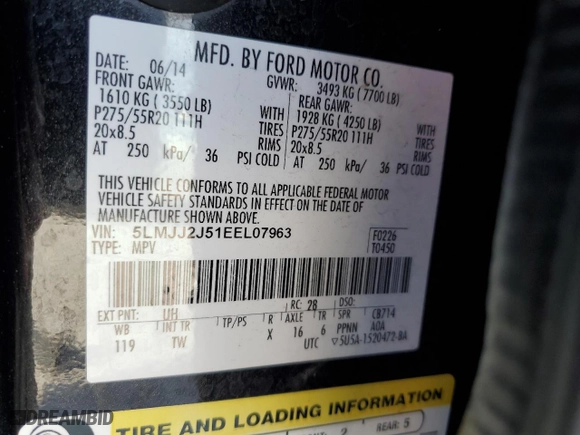 MFD. BY FORD MOTOR CO.
DATE: 06/14
GVWR: 3493 KG (7700 LB)
FRONT GAWR:
REAR GAWR:
1610 KG (3550 LB) WITH
1928 KG (4250 LB) WITH
P275/55R20 111H TIRES
P275/55R20 111H TIRES
20x8.5 RIMS
20x8.5 RIMS
AT 250 kPa/ 36 PSI COLD
AT 250 kPa/ 36 PSI COLD
THIS VEHICLE CONFORMS TO ALL APPLICABLE FEDERAL MOTOR
VEHICLE SAFETY STANDARDS IN EFFECT ON THE DATE OF
MANUFACTURE SHOWN ABOVE.
VIN: 5LMJJ2J51EEL07963
TYPE: MPV
F0226
T0450
RC: 28 DSO:
EXT PNT: UH
WB INT TR TP/PS R AXLE TR SPR CB714
119 TW X 16 6 PPNN AOA
UTC 5U5A-1520472-BA
TIRE AND LOADING INFORMATION
2 REAR: 5
DREAMBID